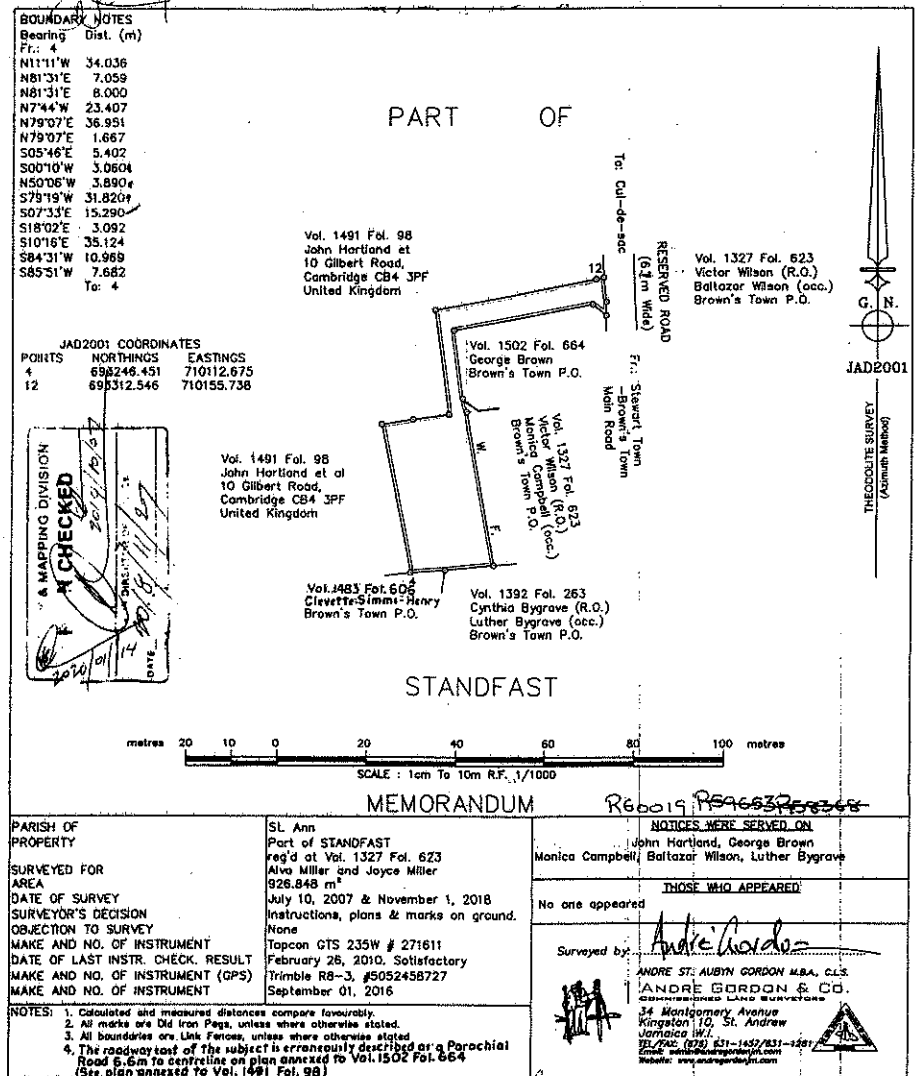 BOUNDARY NOTES
Bearing Dist. (m)
Fr.: 4
N11°11'W 34.036
N81°31'E 7.059
N81°31'E 8.000
N7°44'W 23.407
N79°07'E 36.951
N79°07'E 1.667
S05°46'E 5.402
S00°10'W 3.060
N50°06'W 3.890
S79°19'W 31.820
S07°33'E 15.290
S18°02'E 3.092
S10°16'E 35.124
S84°31'W 10.969
S85°51'W 7.682
To: 4
PART OF
To: Cul-de-sac
RESERVED ROAD
Wide)
Fr.: Stewart Town
-Brown's Town
Main Road
Vol. 1491 Fol. 98
John Hartland et
10 Gilbert Road,
Cambridge CB4 3PF
United Kingdom
12
Vol. 1327 Fol. 623
Victor Wilson (R.O.)
Baltazar Wilson (occ.)
Brown's Town P.O.
G. N.
JAD2001
THEODOLITE SURVEY
(Azimuth Method)
JAD2001 COORDINATES
POINTS NORTHINGS EASTINGS
4 710112.675
12 710155.738
Vol. 1502 Fol. 664
George Brown
Brown's Town P.O.
Vol. 1327 Fol. 623
Victor Wilson (R.O.)
Monica Campbell (occ.)
Brown's Town P.O.
W. F.
& MAPPING DIVISION
N CHECKED
2019/10/07
2018/11/27
2020/01/14
DATE
Vol. 1491 Fol. 98
John Hartland et al
10 Gilbert Road,
Cambridge CB4 3PF
United Kingdom
4
Vol. 1483 Fol. 606
Clevette Simms-Henry
Brown's Town P.O.
Vol. 1392 Fol. 263
Cynthia Bygrave (R.O.)
Luther Bygrave (occ.)
Brown's Town P.O.
STANDFAST
metres 20 10 0 20 40 60 80 100 metres
SCALE : 1cm To 10m R.F. 1/1000
MEMORANDUM
R60019
PARISH OF St. Ann
PROPERTY Part of STANDFAST
reg'd at Vol. 1327 Fol. 623
SURVEYED FOR Alva Miller and Joyce Miller
AREA 926.848 m²
DATE OF SURVEY July 10, 2007 & November 1, 2018
SURVEYOR'S DECISION Instructions, plans & marks on ground.
OBJECTION TO SURVEY None
MAKE AND NO. OF INSTRUMENT Topcon GTS 235W # 271611
DATE OF LAST INSTR. CHECK. RESULT February 26, 2010. Satisfactory
MAKE AND NO. OF INSTRUMENT (GPS) Trimble R8-3, #5052458727
MAKE AND NO. OF INSTRUMENT September 01, 2016
NOTICES WERE SERVED ON
John Hartland, George Brown
Monica Campbell, Baltazar Wilson, Luther Bygrave
THOSE WHO APPEARED
No one appeared
Surveyed by André Gordon
ANDRE ST. AUBYN GORDON M.B.A, C.L.S.
ANDRE GORDON & CO.
COMMISSIONED LAND SURVEYORS
34 Montgomery Avenue
Kingston 10, St. Andrew
Jamaica W.I.
NOTES: 1. Calculated and measured distances compare favourably.
2. All marks are Old Iron Pegs, unless where otherwise stated.
3. All boundaries are Link Fences, unless where otherwise stated
4. The roadway east of the subject is erroneously described as a Parochial
Road 6.6m to centreline on plan annexed to Vol.1502 Fol.664
(See plan annexed to Vol. 1491 Fol. 98)